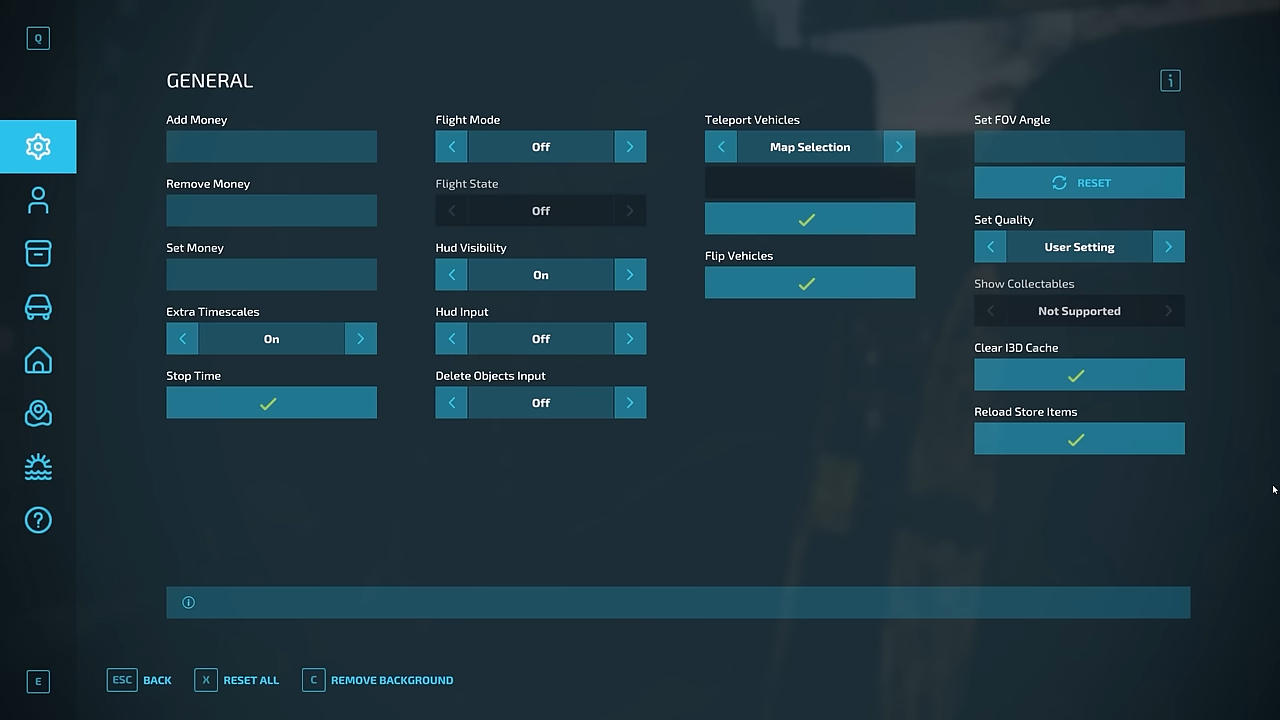 Q
GENERAL
Add Money
Remove Money
Set Money
Extra Timescales
On
Stop Time
Flight Mode
Off
Flight State
Off
Hud Visibility
On
Hud Input
Off
Delete Objects Input
Off
Teleport Vehicles
Map Selection
Flip Vehicles
Set FOV Angle
RESET
Set Quality
User Setting
Show Collectables
Not Supported
Clear I3D Cache
Reload Store Items
E
ESC BACK X RESET ALL C REMOVE BACKGROUND